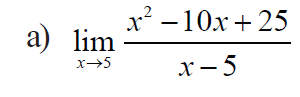 a) lim x→5 x² – 10x + 25 / x – 5